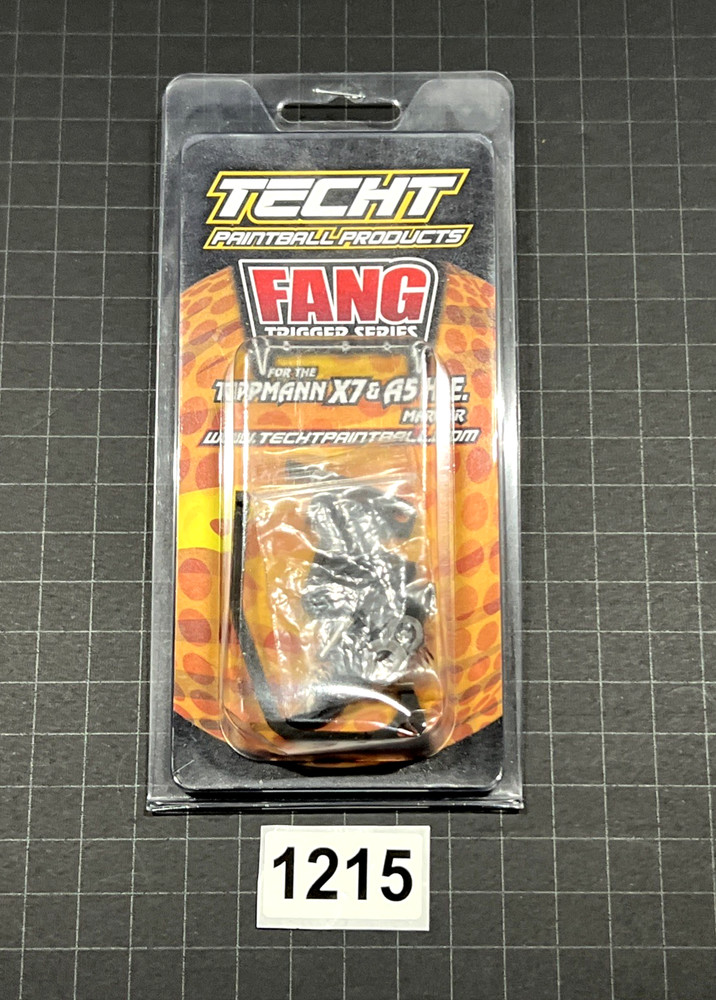 TECHT
PAINTBALL PRODUCTS
FANG
TRIGGER SERIES
FOR THE
TIPPMANN X7 & A5 H.E.
MARKER
WWW.TECHTPAINTBALL.COM
1215